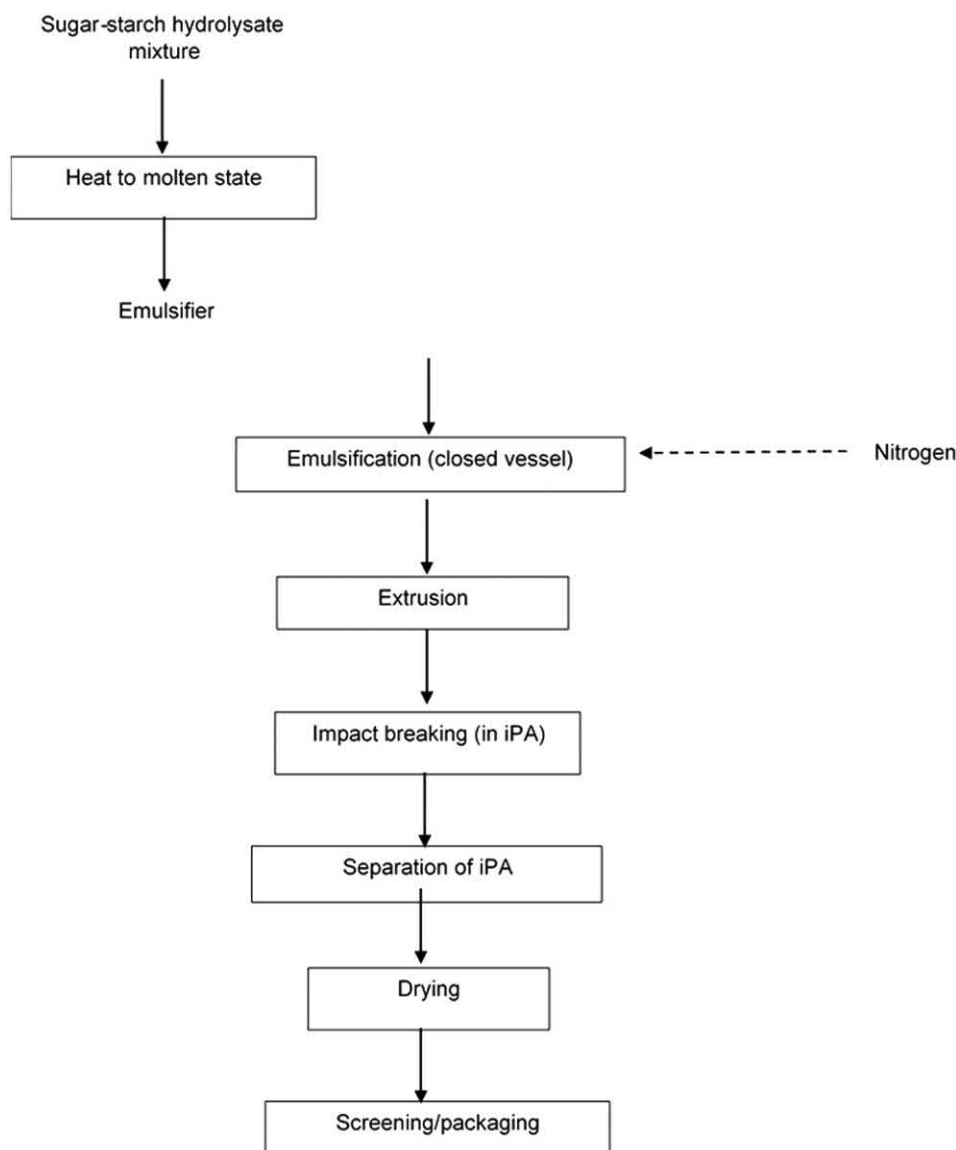 Sugar-starch hydrolysate
mixture
Heat to molten state
Emulsifier
Emulsification (closed vessel)
Nitrogen
Extrusion
Impact breaking (in iPA)
Separation of iPA
Drying
Screening/packaging